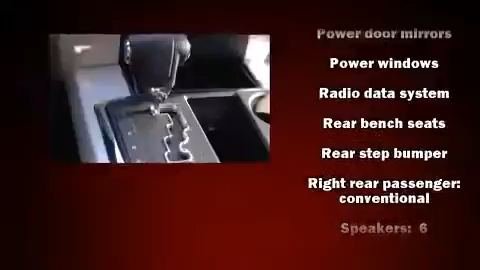 Power door mirrors
Power windows
Radio data system
Rear bench seats
Rear step bumper
Right rear passenger:
conventional
Speakers: 6